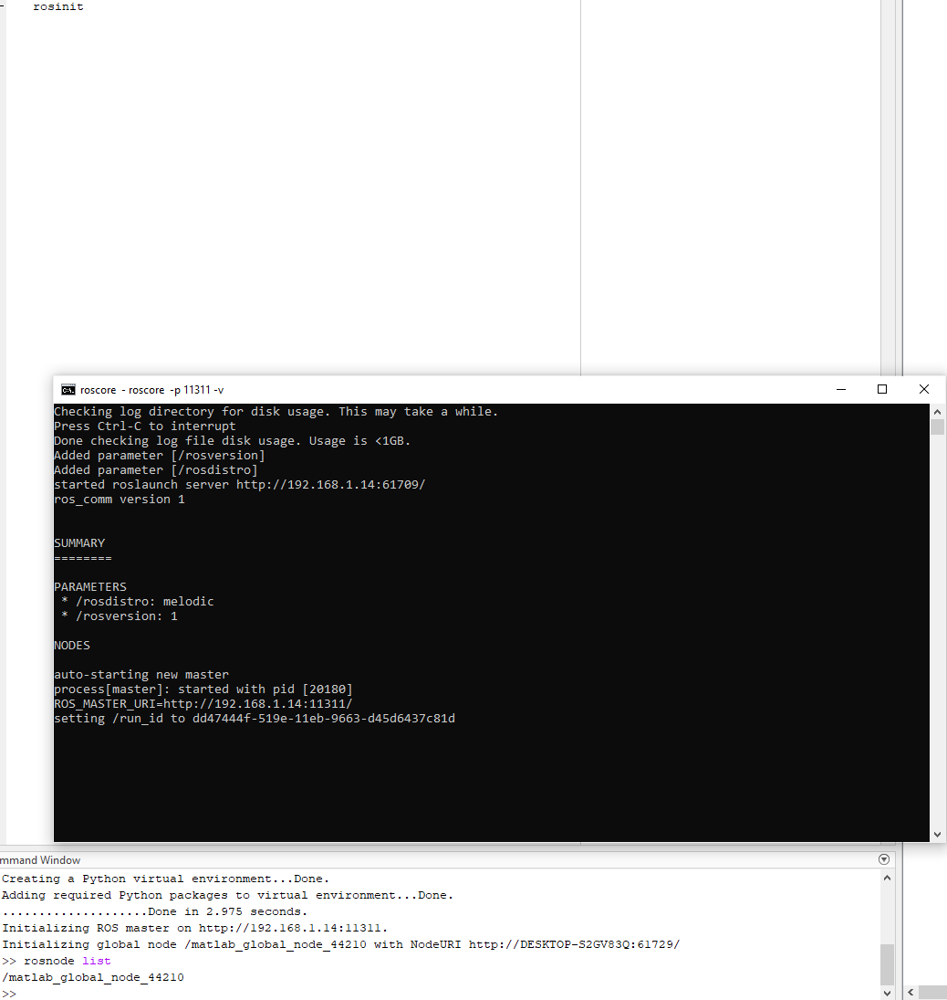 rosinit
roscore - roscore -p 11311 -v
Checking log directory for disk usage. This may take a while.
Press Ctrl-C to interrupt
Done checking log file disk usage. Usage is <1GB.
Added parameter [/rosversion]
Added parameter [/rosdistro]
started roslaunch server http://192.168.1.14:61709/
ros_comm version 1
SUMMARY
========
PARAMETERS
* /rosdistro: melodic
* /rosversion: 1
NODES
auto-starting new master
process[master]: started with pid [20180]
ROS_MASTER_URI=http://192.168.1.14:11311/
setting /run_id to dd47444f-519e-11eb-9663-d45d6437c81d
mmand Window
Creating a Python virtual environment...Done.
Adding required Python packages to virtual environment...Done.
....................Done in 2.975 seconds.
Initializing ROS master on http://192.168.1.14:11311.
Initializing global node /matlab_global_node_44210 with NodeURI http://DESKTOP-S2GV83Q:61729/
>> rosnode list
/matlab_global_node_44210
>>